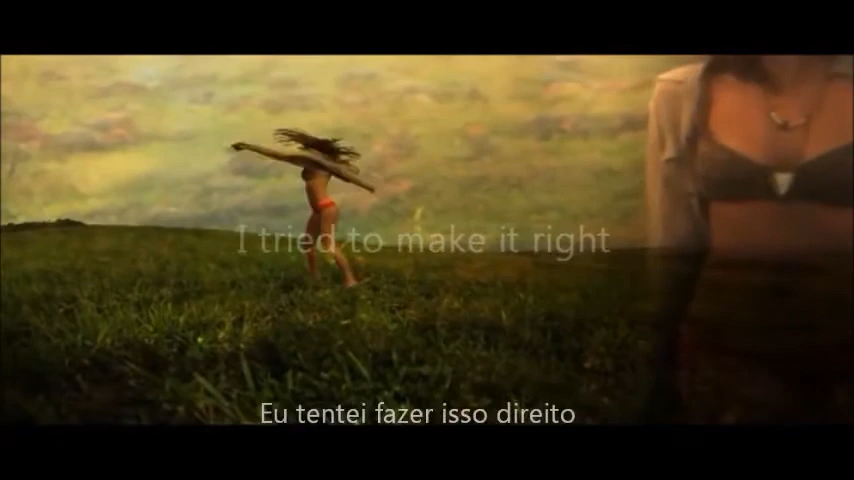 I tried to make it right
Eu tentei fazer isso direito